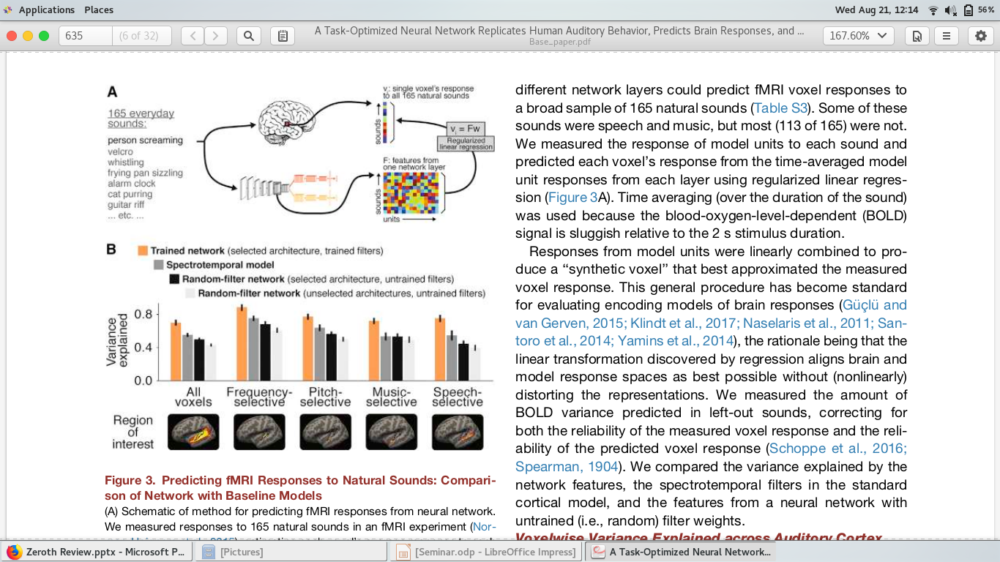 Applications Places
Wed Aug 21, 12:14
56%
635
(6 of 32)
A Task-Optimized Neural Network Replicates Human Auditory Behavior, Predicts Brain Responses, and ...
Base_paper.pdf
167.60%
A
165 everyday
sounds:
person screaming
velcro
whistling
frying pan sizzling
alarm clock
cat purring
guitar riff
... etc. ...
v: single voxel's response
to all 165 natural sounds
sounds
v = Fw
Regularized
linear regression
F: features from
one network layer
sounds
units
B
Trained network (selected architecture, trained filters)
Spectrotemporal model
Random-filter network (selected architecture, untrained filters)
Random-filter network (unselected architectures, untrained filters)
Variance
explained
0.8
0.4
0.0
All
voxels
Frequency-
selective
Pitch-
selective
Music-
selective
Speech-
selective
Region
of
interest
Figure 3. Predicting fMRI Responses to Natural Sounds: Compari-
son of Network with Baseline Models
(A) Schematic of method for predicting fMRI responses from neural network.
We measured responses to 165 natural sounds in an fMRI experiment (Nor-
different network layers could predict fMRI voxel responses to
a broad sample of 165 natural sounds (Table S3). Some of these
sounds were speech and music, but most (113 of 165) were not.
We measured the response of model units to each sound and
predicted each voxel's response from the time-averaged model
unit responses from each layer using regularized linear regres-
sion (Figure 3A). Time averaging (over the duration of the sound)
was used because the blood-oxygen-level-dependent (BOLD)
signal is sluggish relative to the 2 s stimulus duration.
Responses from model units were linearly combined to pro-
duce a “synthetic voxel” that best approximated the measured
voxel response. This general procedure has become standard
for evaluating encoding models of brain responses (Güçlü and
van Gerven, 2015; Klindt et al., 2017; Naselaris et al., 2011; San-
toro et al., 2014; Yamins et al., 2014), the rationale being that the
linear transformation discovered by regression aligns brain and
model response spaces as best possible without (nonlinearly)
distorting the representations. We measured the amount of
BOLD variance predicted in left-out sounds, correcting for
both the reliability of the measured voxel response and the reli-
ability of the predicted voxel response (Schoppe et al., 2016;
Spearman, 1904). We compared the variance explained by the
network features, the spectrotemporal filters in the standard
cortical model, and the features from a neural network with
untrained (i.e., random) filter weights.
Voxelwise Variance Explained across Auditory Cortex
Zeroth Review.pptx - Microsoft P...
[Pictures]
[Seminar.odp - LibreOffice Impress]
A Task-Optimized Neural Network...